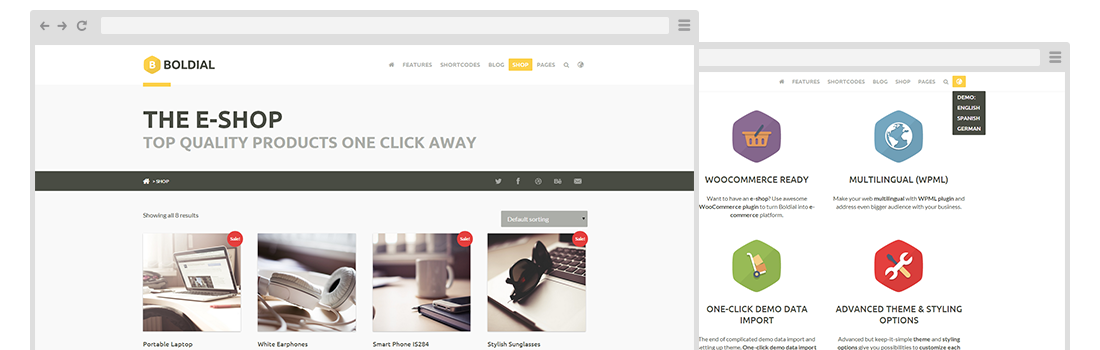 B BOLDIAL
FEATURES SHORTCODES BLOG SHOP PAGES
THE E-SHOP
TOP QUALITY PRODUCTS ONE CLICK AWAY
> SHOP
Showing all 8 results
Default sorting
Sale!
Sale!
Sale!
Portable Laptop
White Earphones
Smart Phone IS284
Stylish Sunglasses
FEATURES SHORTCODES BLOG SHOP PAGES
DEMO:
ENGLISH
SPANISH
GERMAN
WOOCOMMERCE READY
Want to have an e-shop? Use awesome
WooCommerce plugin to turn Boldial into e-
commerce platform.
MULTILINGUAL (WPML)
Make your web multilingual with WPML plugin and
address even bigger audience with your business.
ONE-CLICK DEMO DATA
IMPORT
The end of complicated demo data import and
setting up theme. One-click demo data import
ADVANCED THEME & STYLING
OPTIONS
Advanced but keep-it-simple theme and styling
options give you possibilities to customize each